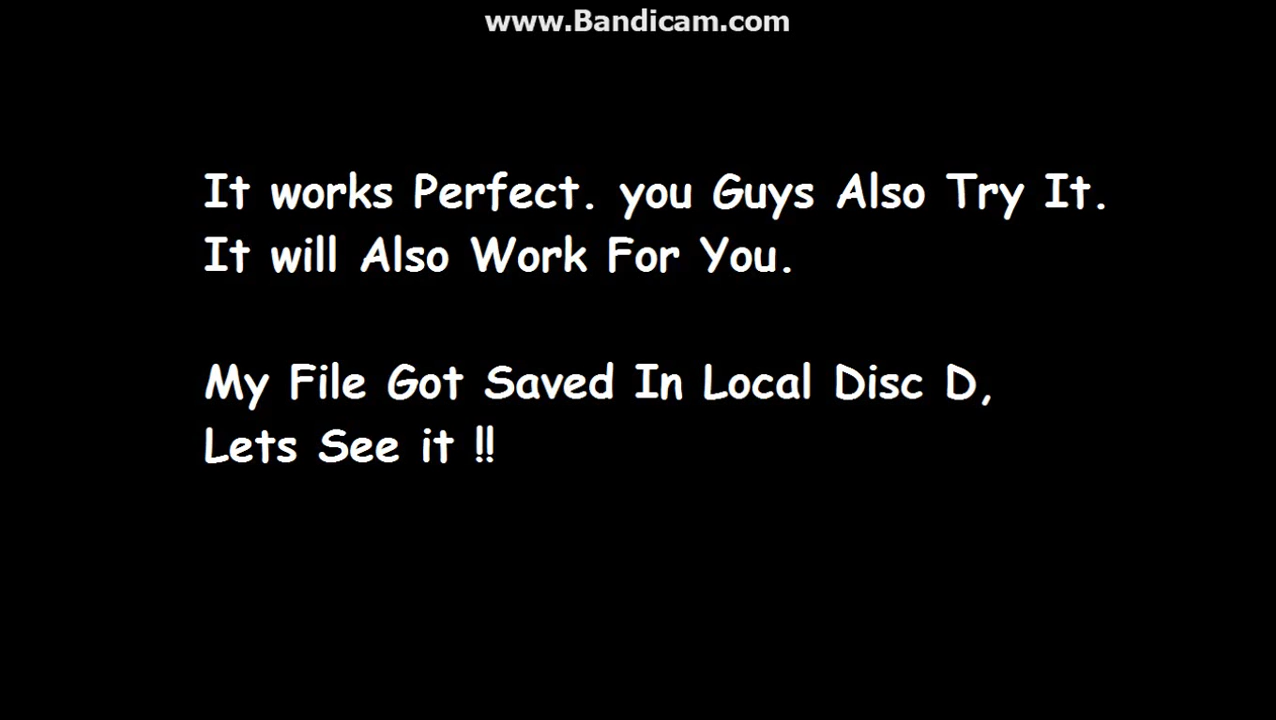 www.Bandicam.com
It works Perfect. you Guys Also Try It.
It will Also Work For You.
My File Got Saved In Local Disc D,
Lets See it !!